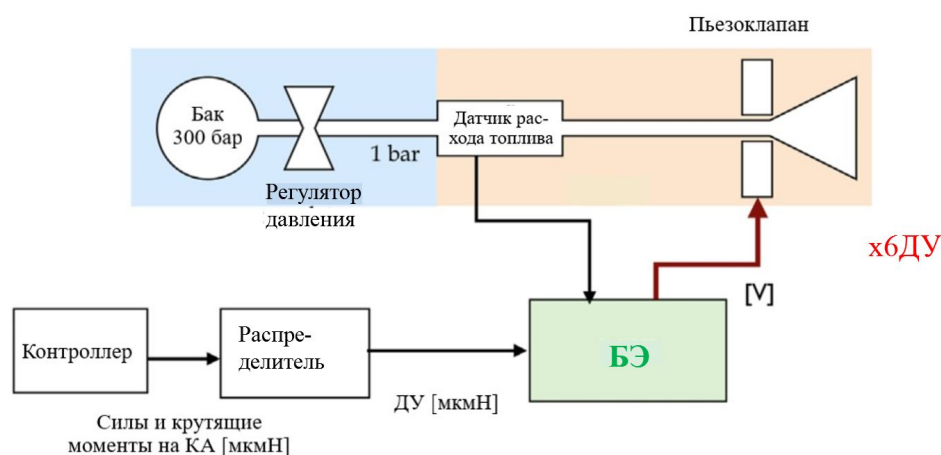 Пьезоклапан
Бак
300 бар
Датчик рас-
хода топлива
1 bar
Регулятор
давления
х6ДУ
[V]
Контроллер
Распре-
делитель
БЭ
ДУ [мкмН]
Силы и крутящие
моменты на КА [мкмН]